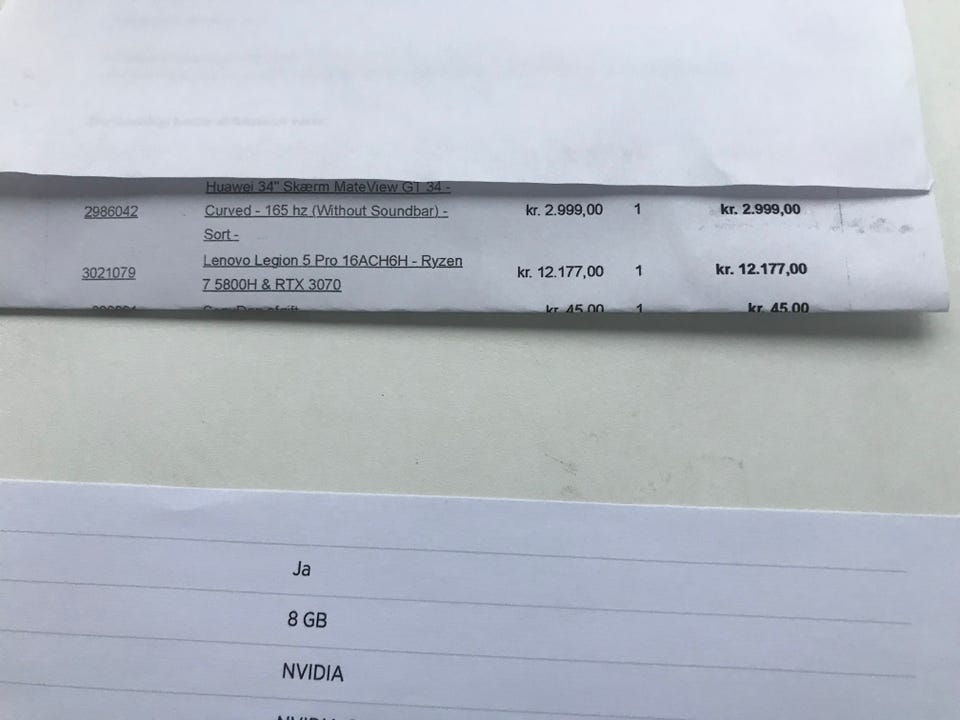 Huawei 34" Skærm MateView GT 34 -
2986042 Curved - 165 hz (Without Soundbar) - kr. 2.999,00 1 kr. 2.999,00
Sort -
Lenovo Legion 5 Pro 16ACH6H - Ryzen
3021079 7 5800H & RTX 3070 kr. 12.177,00 1 kr. 12.177,00
kr. 45,00 1 kr. 45,00
Ja
8 GB
NVIDIA
NVIDIA